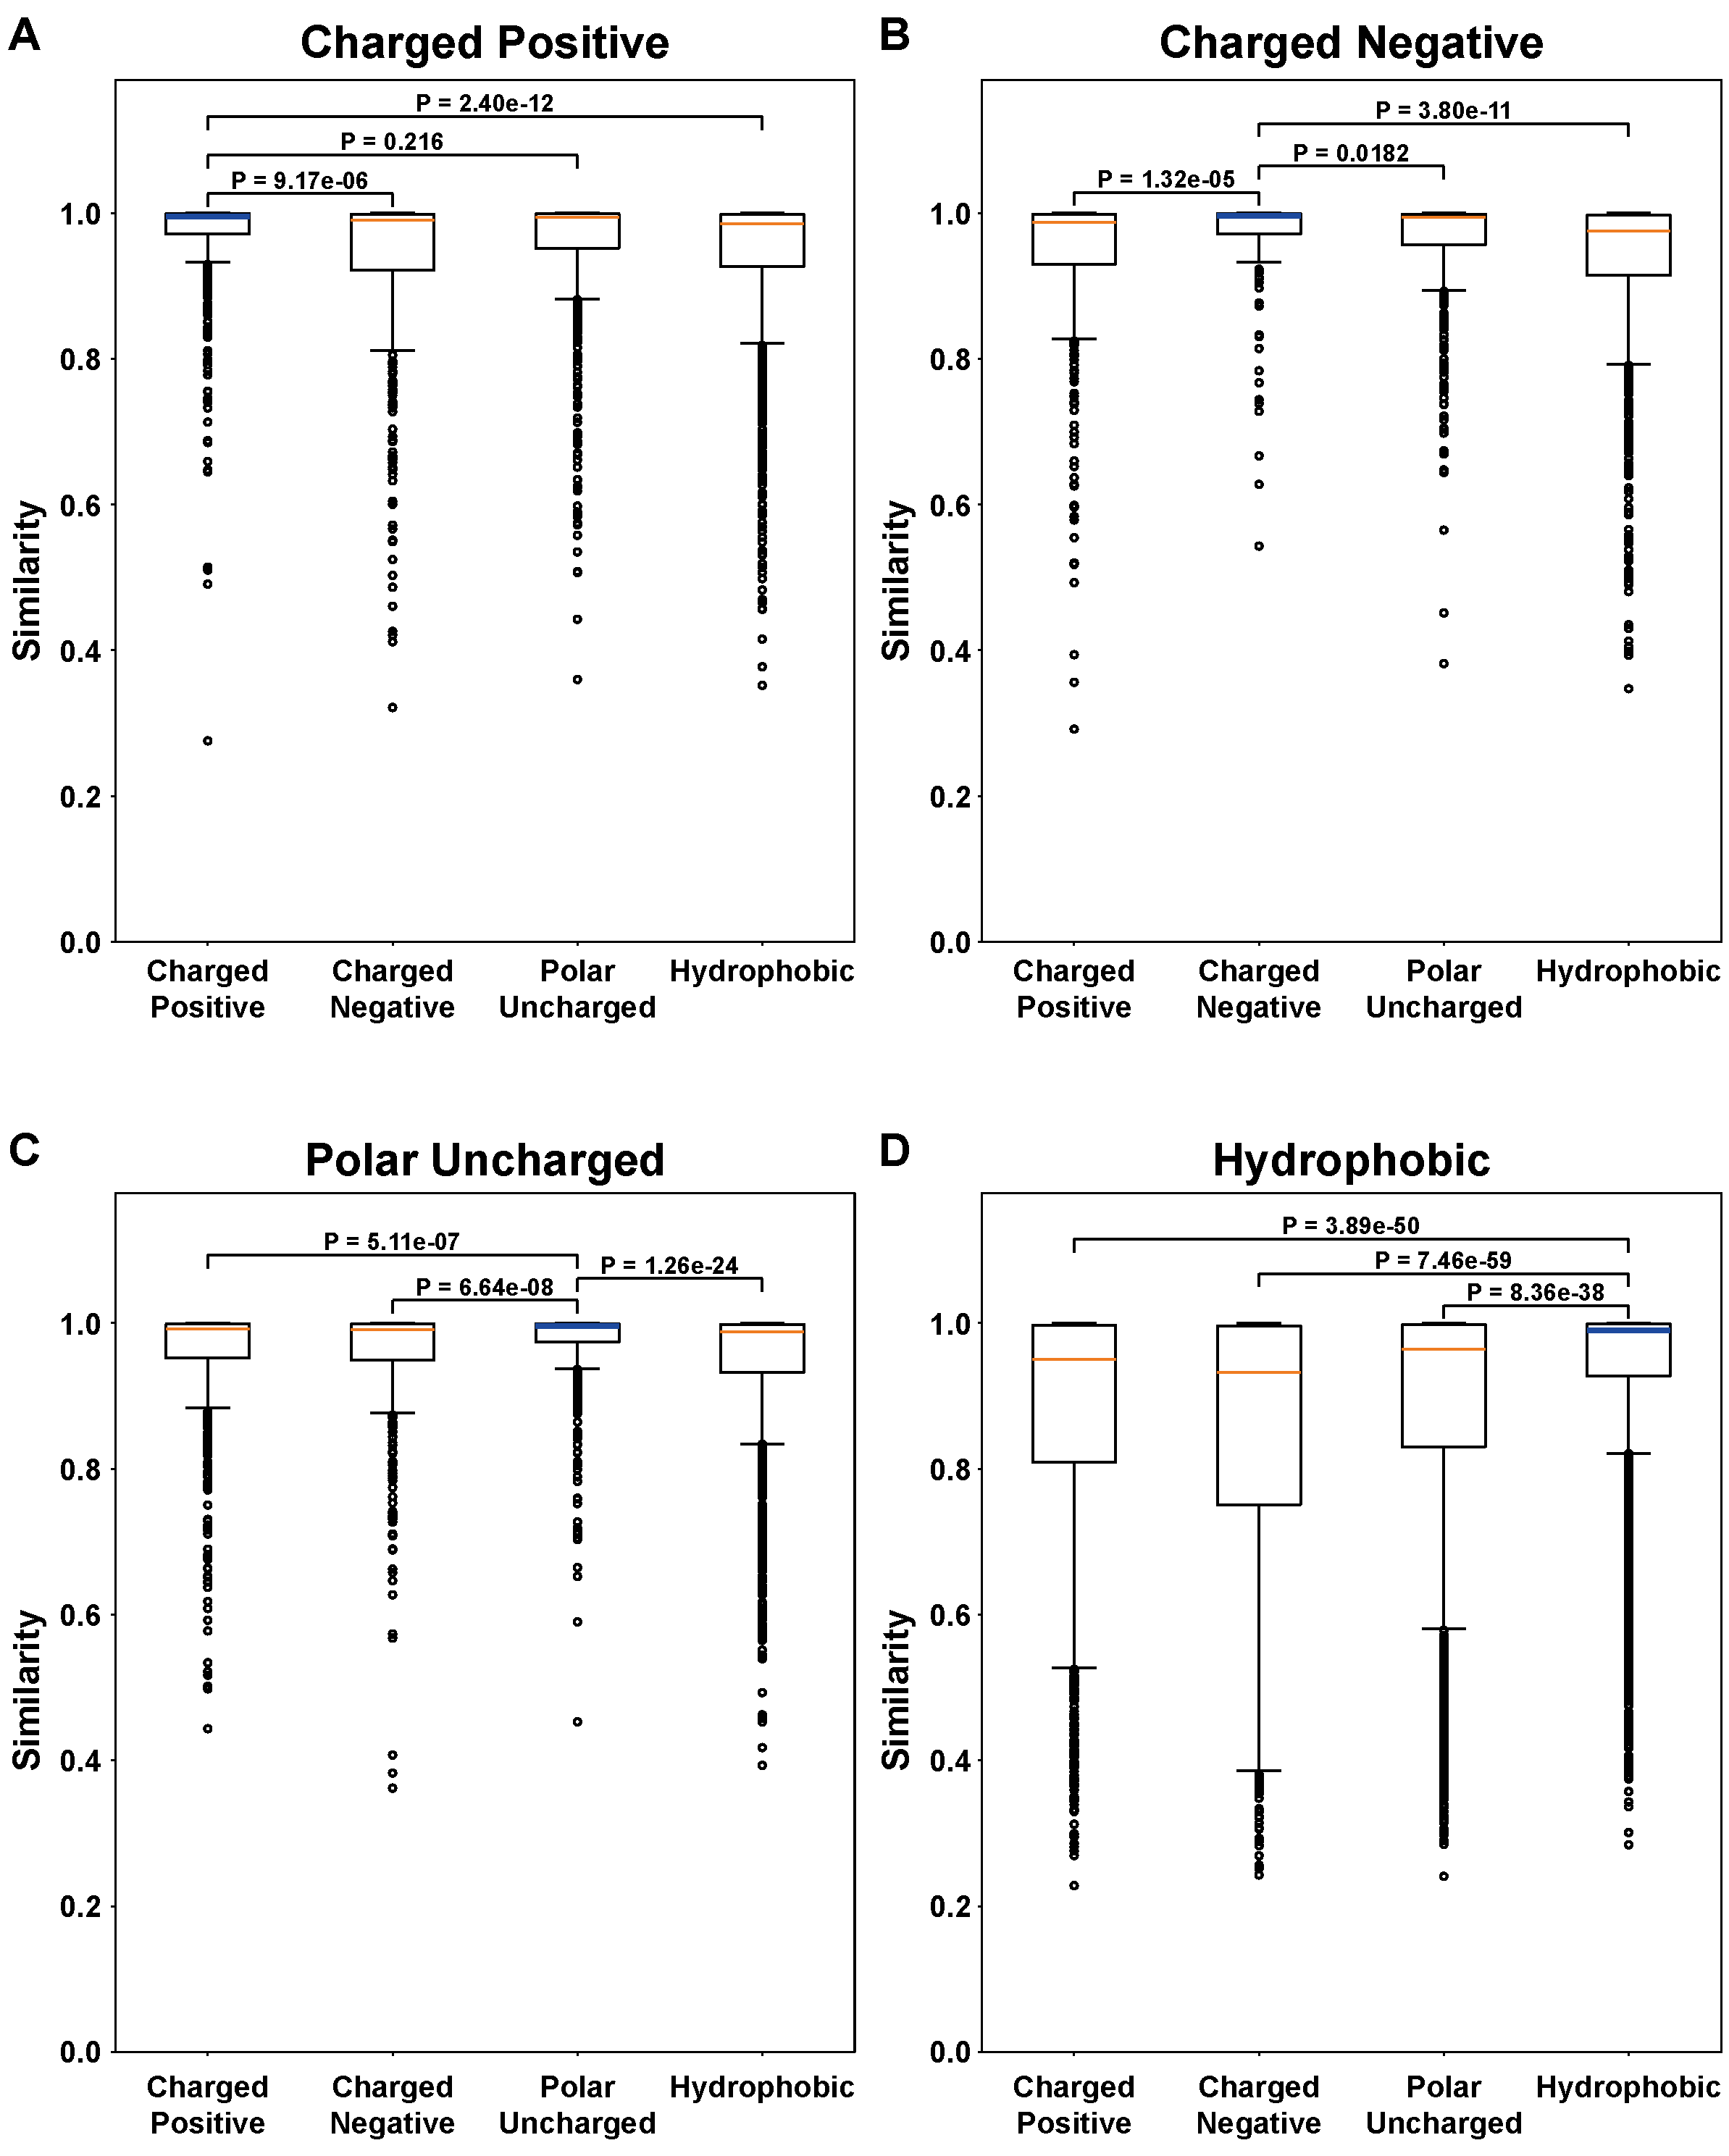 A
Charged Positive
P = 2.40e-12
P = 0.216
P = 9.17e-06
1.0
0.8
0.6
0.4
0.2
0.0
Similarity
Charged
Positive
Charged
Negative
Polar
Uncharged
Hydrophobic
B
Charged Negative
P = 3.80e-11
P = 0.0182
P = 1.32e-05
1.0
0.8
0.6
0.4
0.2
0.0
Similarity
Charged
Positive
Charged
Negative
Polar
Uncharged
Hydrophobic
C
Polar Uncharged
P = 5.11e-07
P = 1.26e-24
P = 6.64e-08
1.0
0.8
0.6
0.4
0.2
0.0
Similarity
Charged
Positive
Charged
Negative
Polar
Uncharged
Hydrophobic
D
Hydrophobic
P = 3.89e-50
P = 7.46e-59
P = 8.36e-38
1.0
0.8
0.6
0.4
0.2
0.0
Similarity
Charged
Positive
Charged
Negative
Polar
Uncharged
Hydrophobic